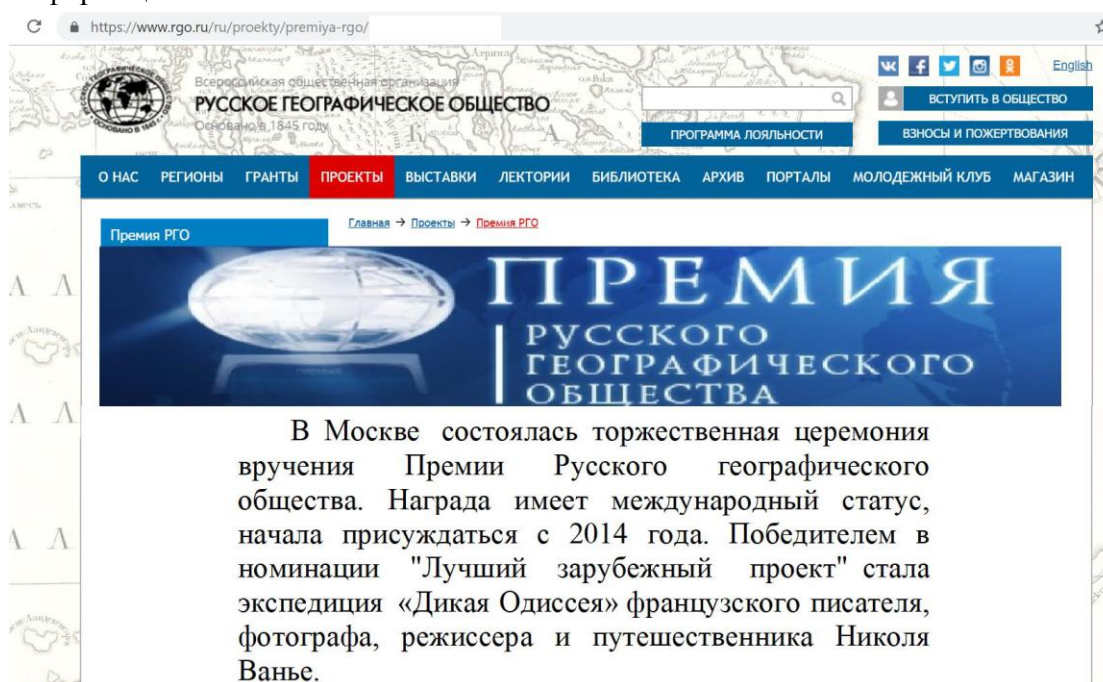 https://www.rgo.ru/ru/proekty/premiya-rgo/
English
Всероссийская общественная организация
РУССКОЕ ГЕОГРАФИЧЕСКОЕ ОБЩЕСТВО
Основано в 1845 году
ВСТУПИТЬ В ОБЩЕСТВО
ПРОГРАММА ЛОЯЛЬНОСТИ
ВЗНОСЫ И ПОЖЕРТВОВАНИЯ
О НАС РЕГИОНЫ ГРАНТЫ ПРОЕКТЫ ВЫСТАВКИ ЛЕКТОРИИ БИБЛИОТЕКА АРХИВ ПОРТАЛЫ МОЛОДЕЖНЫЙ КЛУБ МАГАЗИН
Главная → Проекты → Премия РГО
Премия РГО
ПРЕМИЯ
РУССКОГО
ГЕОГРАФИЧЕСКОГО
ОБЩЕСТВА
В Москве состоялась торжественная церемония
вручения Премии Русского географического
общества. Награда имеет международный статус,
начала присуждаться с 2014 года. Победителем в
номинации "Лучший зарубежный проект" стала
экспедиция «Дикая Одиссея» французского писателя,
фотографа, режиссера и путешественника Николя
Ванье.